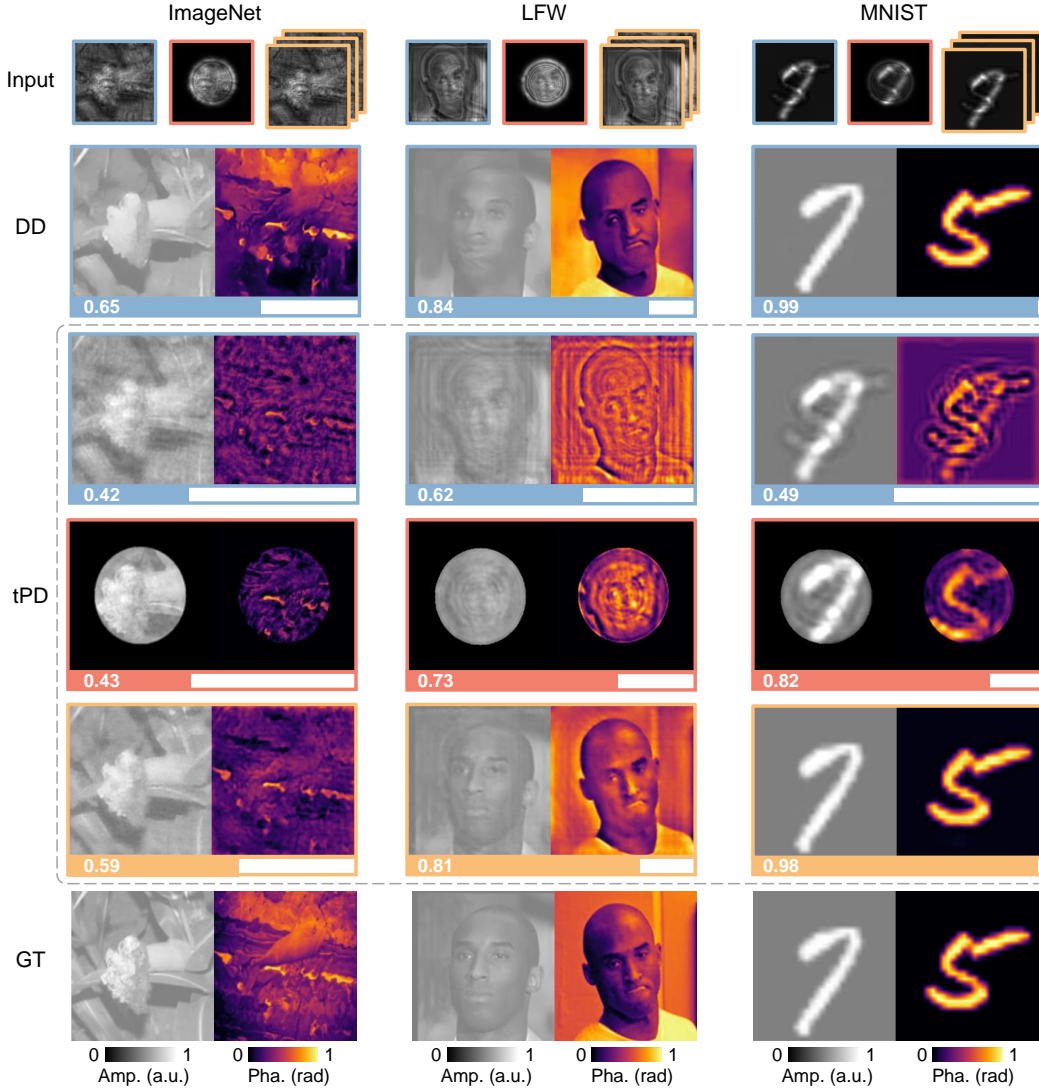 ImageNet LFW MNIST
Input
DD
0.65 0.84 0.99
0.42 0.62 0.49
tPD
0.43 0.73 0.82
0.59 0.81 0.98
GT
0 1 0 1 0 1 0 1 0 1 0 1
Amp. (a.u.) Pha. (rad) Amp. (a.u.) Pha. (rad) Amp. (a.u.) Pha. (rad)